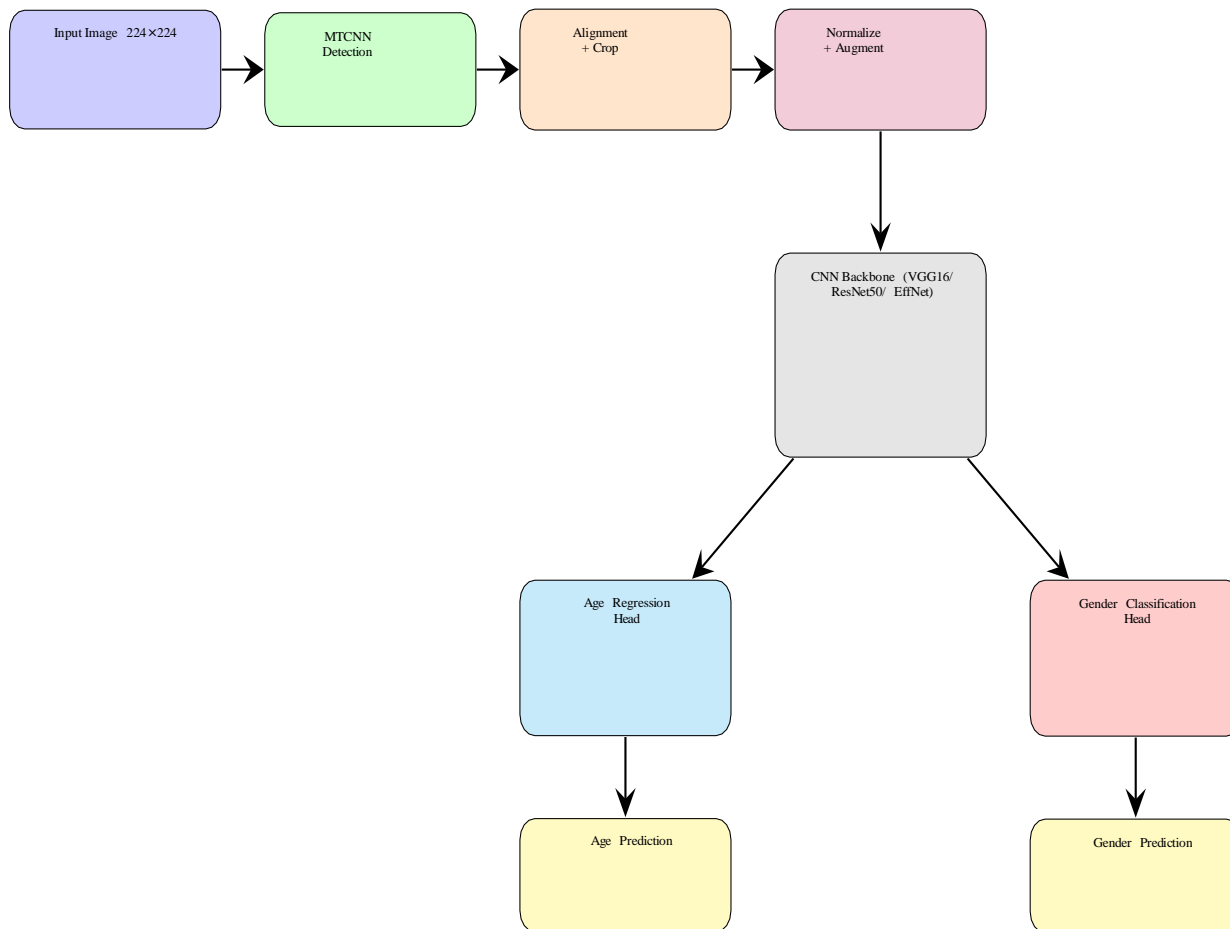 Input Image 224×224
MTCNN
Detection
Alignment
+ Crop
Normalize
+ Augment
CNN Backbone (VGG16/
ResNet50/ EffNet)
Age Regression
Head
Gender Classification
Head
Age Prediction
Gender Prediction